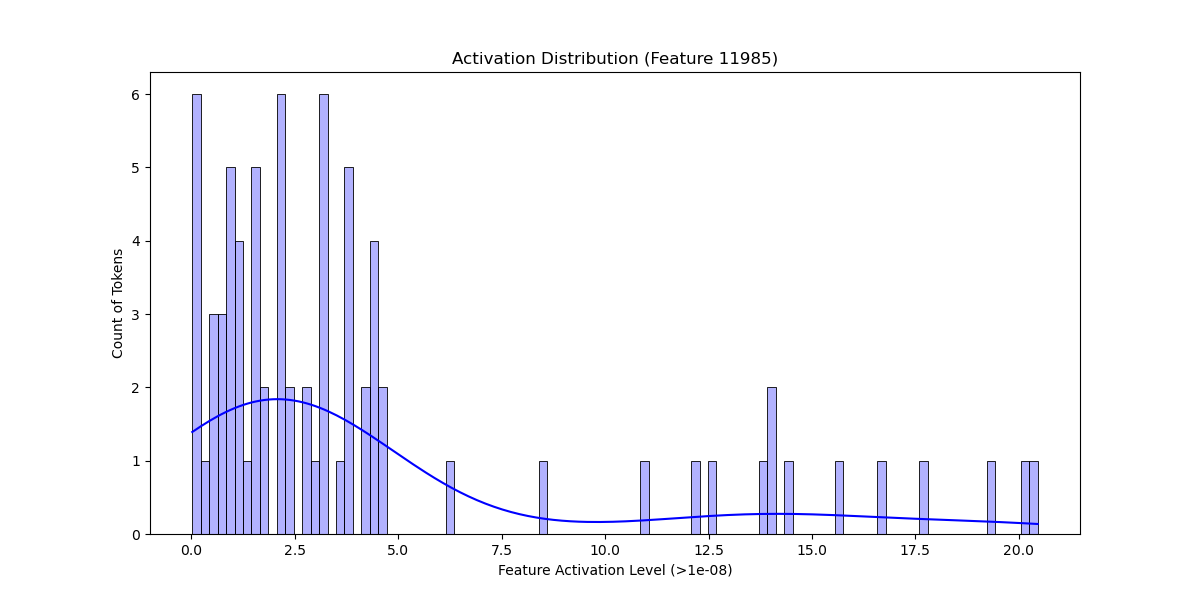 Activation Distribution (Feature 11985)
Count of Tokens
6
5
4
3
2
1
0
0.0 2.5 5.0 7.5 10.0 12.5 15.0 17.5 20.0
Feature Activation Level (>1e-08)